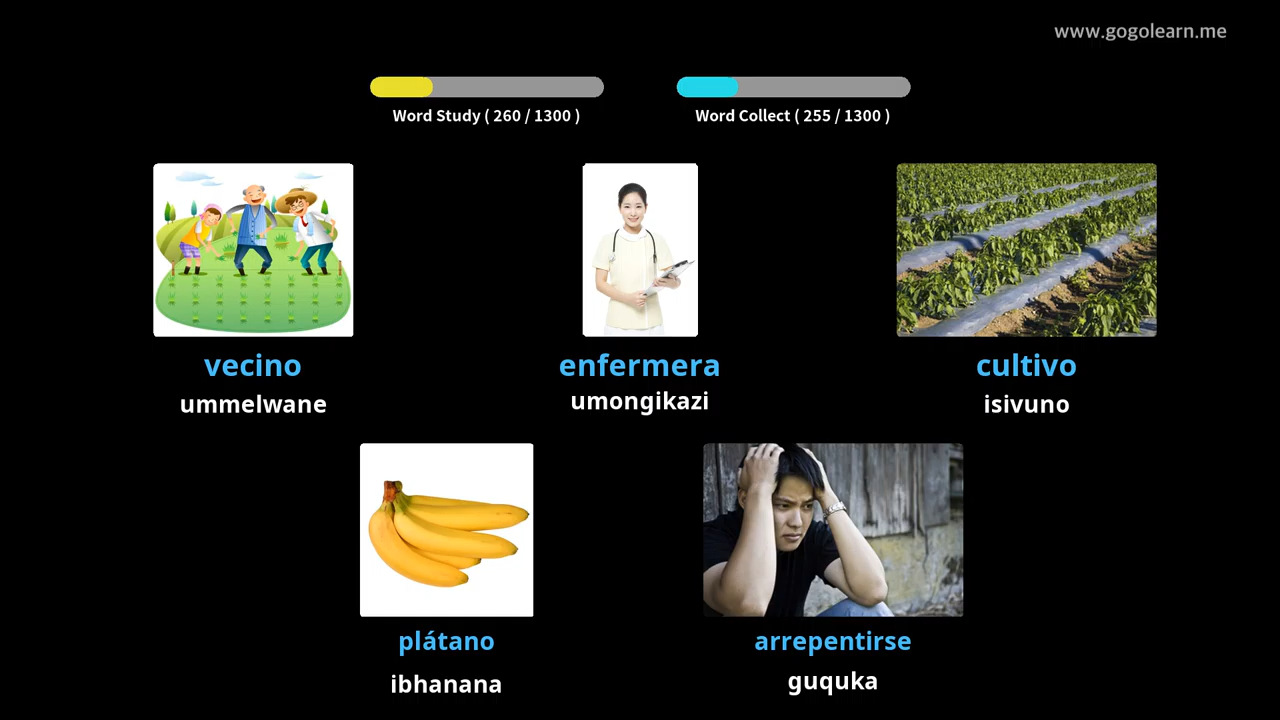 www.gogolearn.me
Word Study ( 260 / 1300 )
Word Collect ( 255 / 1300 )
vecino
ummelwane
enfermera
umongikazi
cultivo
isivuno
plátano
ibhanana
arrepentirse
guquka